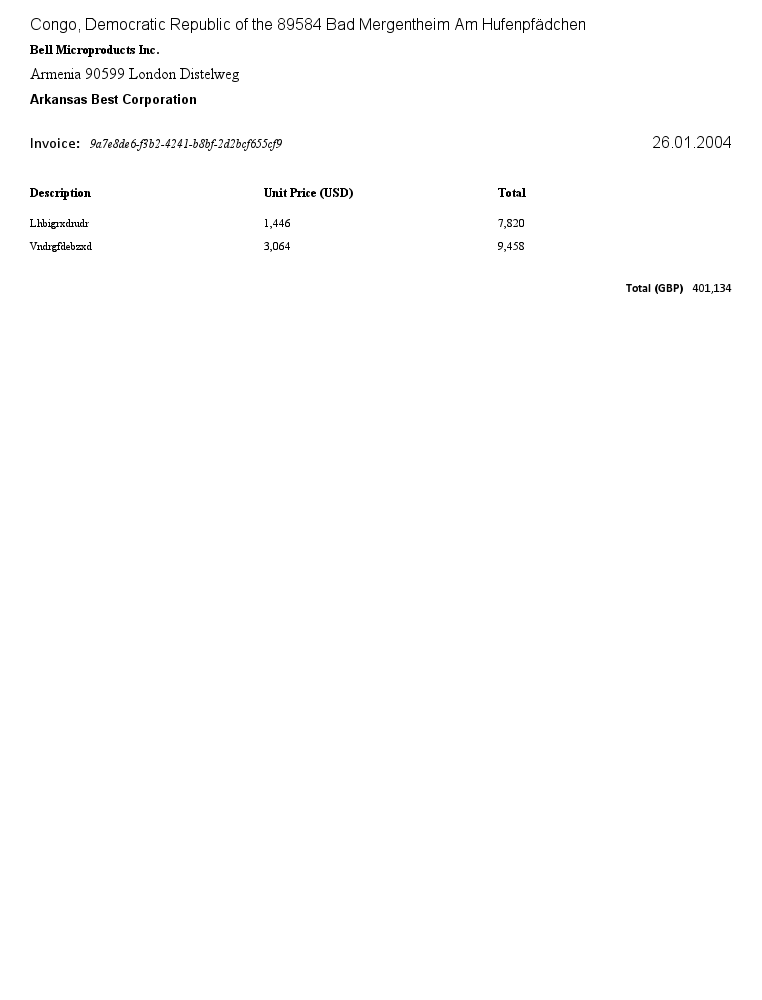 Congo, Democratic Republic of the 89584 Bad Mergentheim Am Hufenpfädchen
Bell Microproducts Inc.
Armenia 90599 London Distelweg
Arkansas Best Corporation
Invoice: 9a7e8de6-f3b2-4241-b8bf-2d2bcf655cf9 26.01.2004
Description Unit Price (USD) Total
Lhbigrxdrudr 1,446 7,820
Vndrgfdebzxd 3,064 9,458
Total (GBP) 401,134